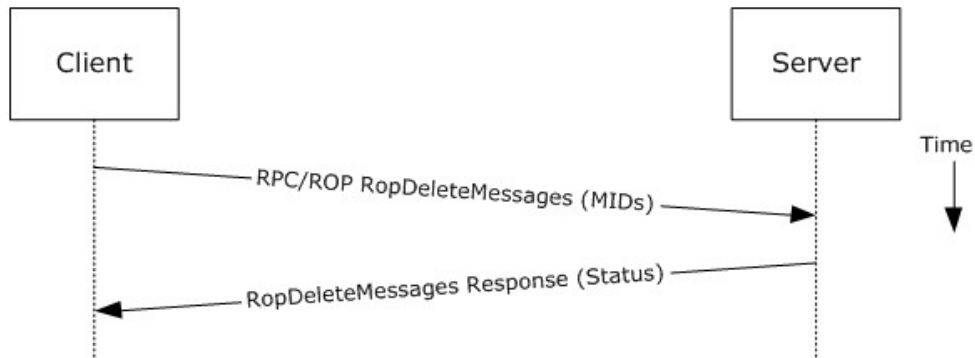 Client
Server
Time
RPC/ROP RopDeleteMessages (MIDs)
RopDeleteMessages Response (Status)